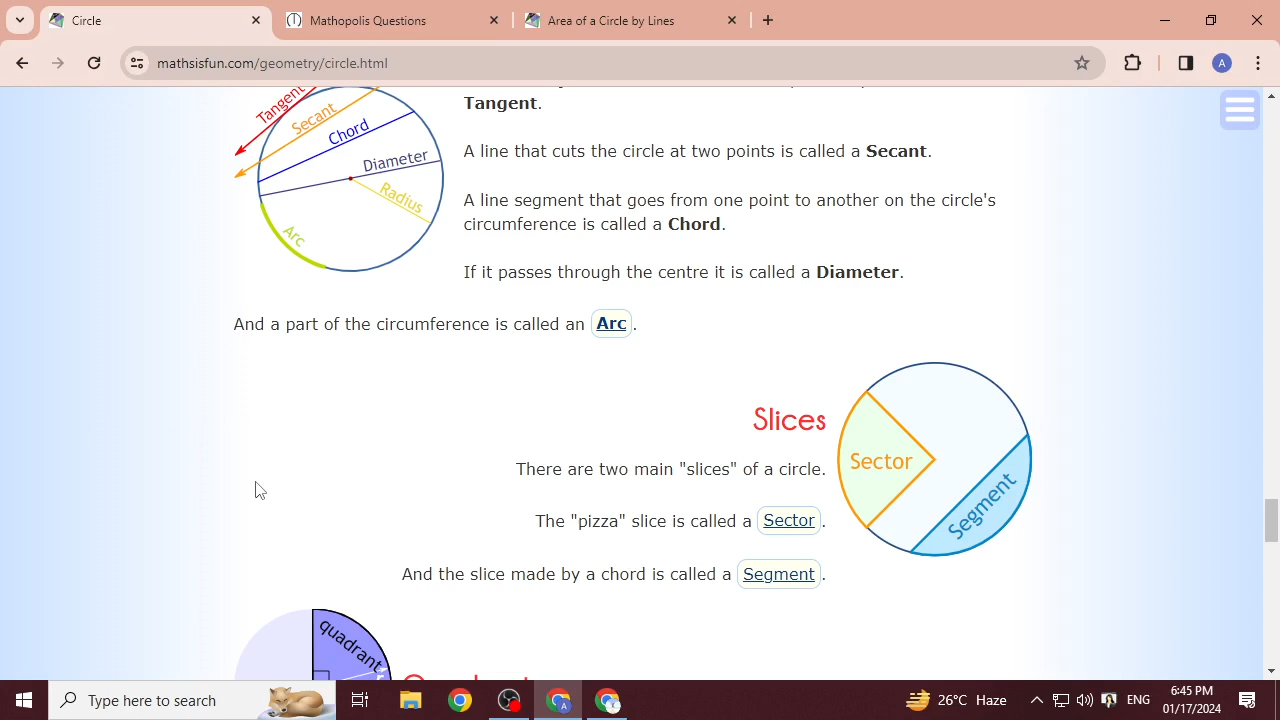 Circle
Mathopolis Questions
Area of a Circle by Lines
mathsisfun.com/geometry/circle.html
A
Tangent
Secant
Chord
Diameter
Radius
Arc
Tangent.
A line that cuts the circle at two points is called a Secant.
A line segment that goes from one point to another on the circle's
circumference is called a Chord.
If it passes through the centre it is called a Diameter.
And a part of the circumference is called an Arc.
Slices
There are two main "slices" of a circle.
The "pizza" slice is called a Sector.
And the slice made by a chord is called a Segment.
Sector
Segment
quadrant
Type here to search
26°C Haze
ENG
6:45 PM
01/17/2024